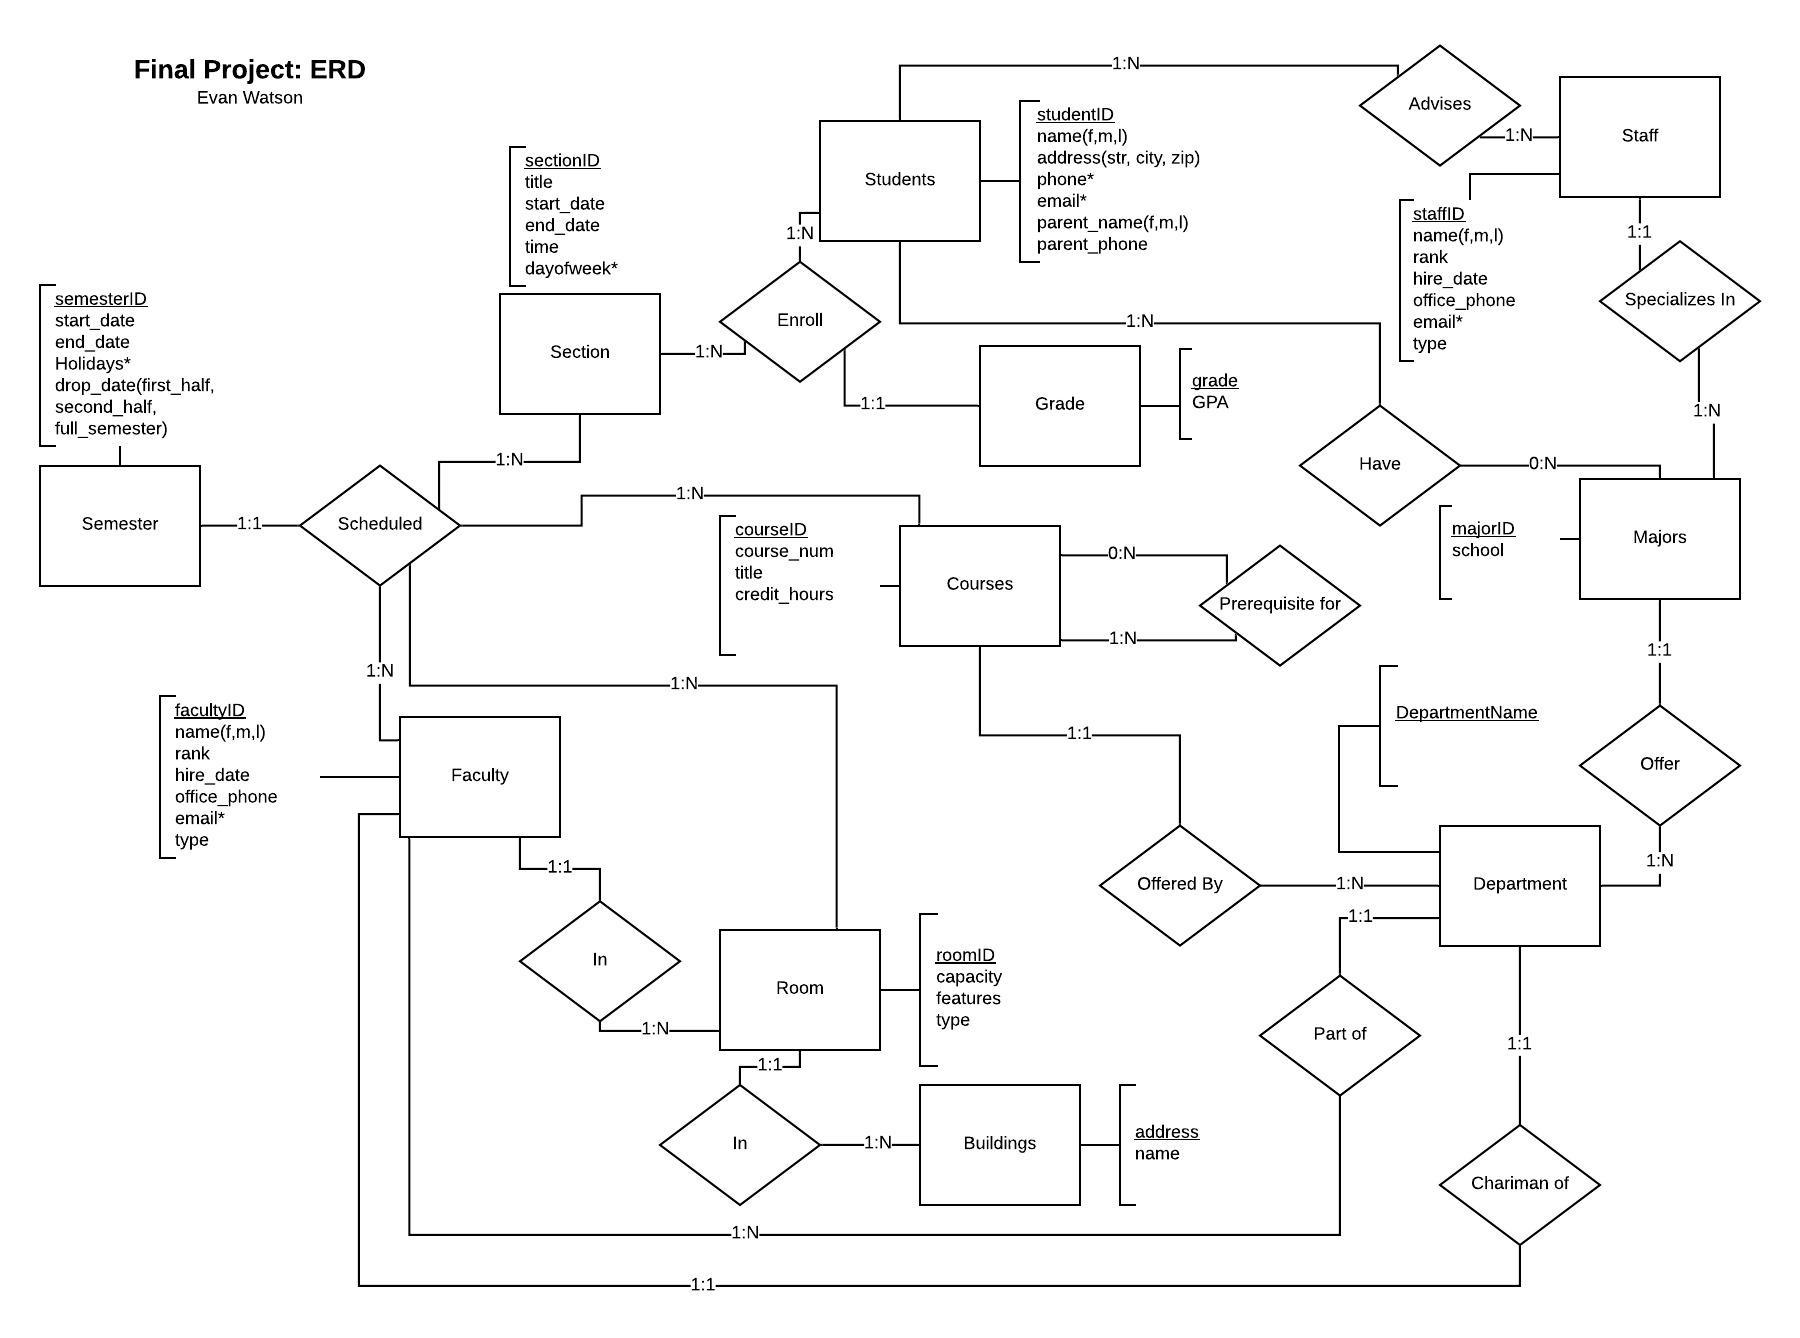 Final Project: ERD
Evan Watson
1:N
Advises
Staff
1:N
studentID
name(f,m,l)
address(str, city, zip)
phone*
email*
parent_name(f,m,l)
parent_phone
Students
sectionID
title
start_date
end_date
time
dayofweek*
1:N
staffID
name(f,m,l)
rank
hire_date
office_phone
email*
type
1:1
Specializes In
semesterID
start_date
end_date
Holidays*
drop_date(first_half,
second_half,
full_semester)
Enroll
1:N
Section
1:N
Grade
grade
GPA
1:1
1:N
1:N
Have
0:N
Semester
1:1
Scheduled
1:N
courseID
course_num
title
credit_hours
Courses
0:N
Prerequisite for
1:N
majorID
school
Majors
1:1
1:N
1:N
facultyID
name(f,m,l)
rank
hire_date
office_phone
email*
type
Faculty
1:1
DepartmentName
Offer
1:1
Offered By
1:N
Department
1:N
1:1
In
1:N
Room
roomID
capacity
features
type
Part of
1:1
1:1
In
1:N
Buildings
address
name
Chariman of
1:N
1:1